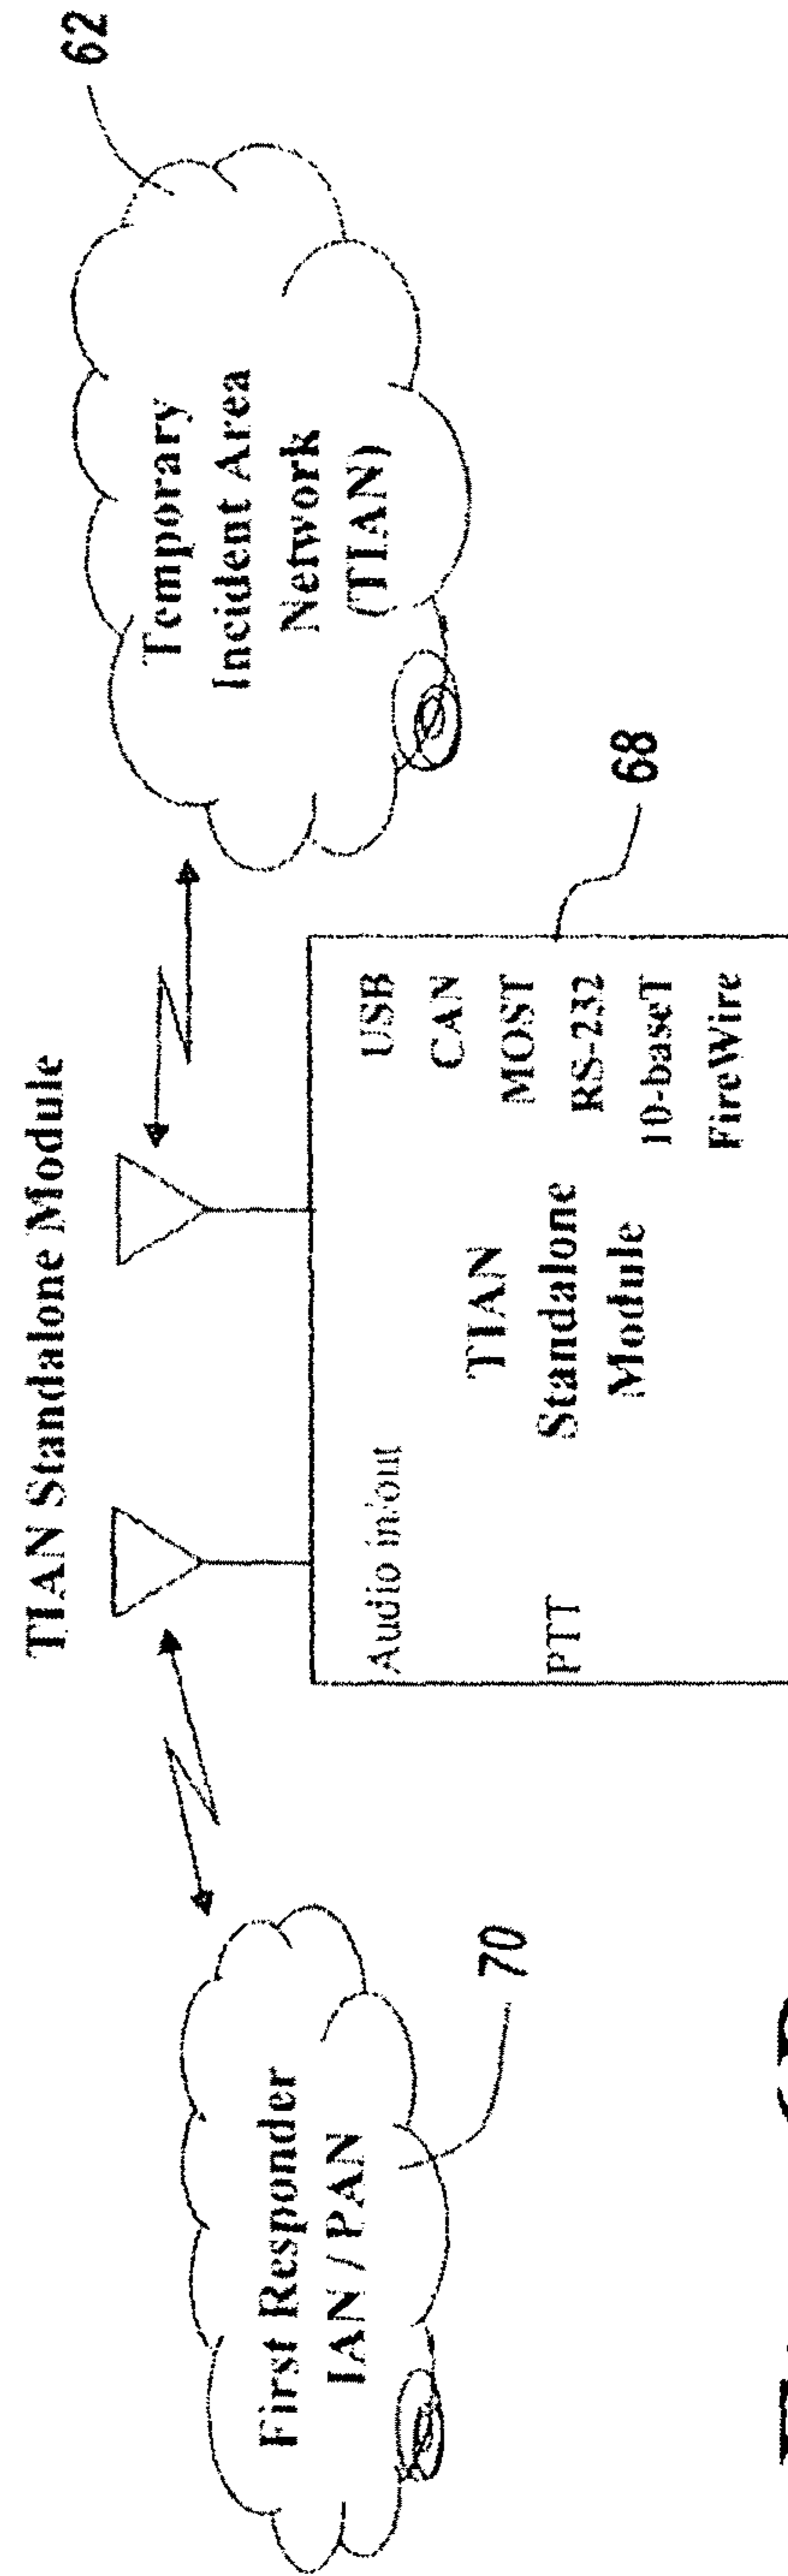 TIAN Standalone Module
62
Temporary
Incident Area
Network
(TIAN)
First Responder
IAN / PAN
70
68
Audio in/out
PTT
TIAN
Standalone
Module
USB
CAN
MOST
RS-232
10-baseT
FireWire